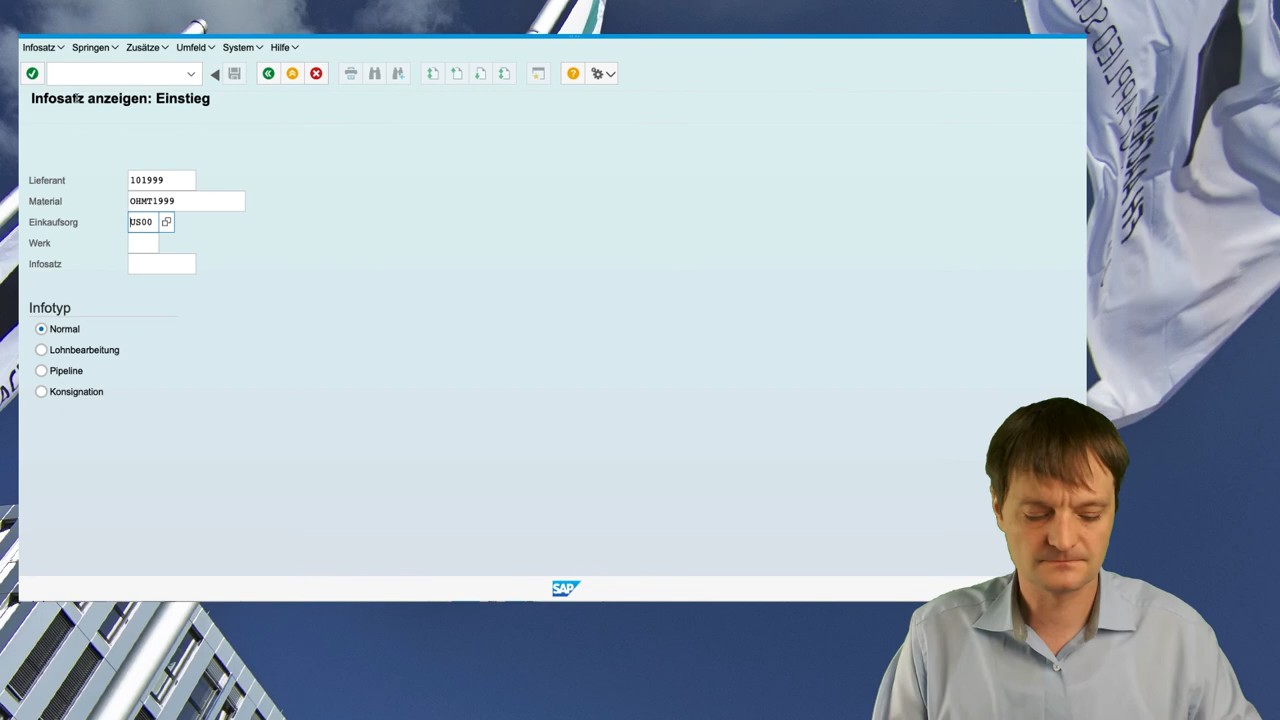 Infosatz Springen Zusätze Umfeld System Hilfe
Infosatz anzeigen: Einstieg
Lieferant 101999
Material OHMT1999
Einkaufsorg US00
Werk
Infosatz
Infotyp
Normal
Lohnbearbeitung
Pipeline
Konsignation
SAP